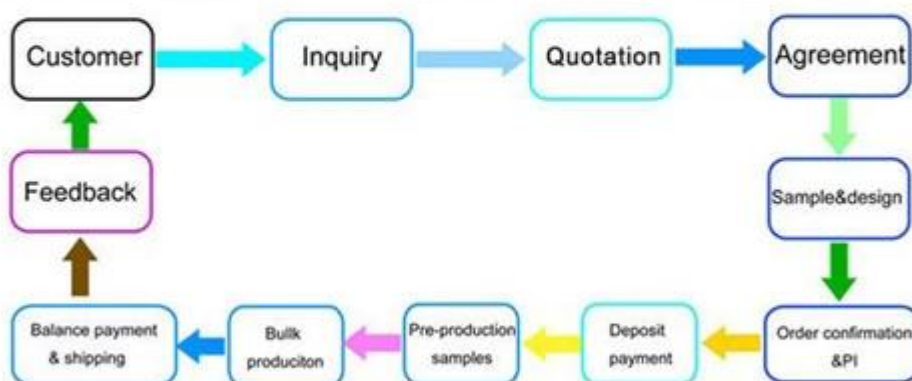 Customer
Inquiry
Quotation
Agreement
Sample&design
Order confirmation
&PI
Deposit
payment
Pre-production
samples
Bullk
produciton
Balance payment
& shipping
Feedback